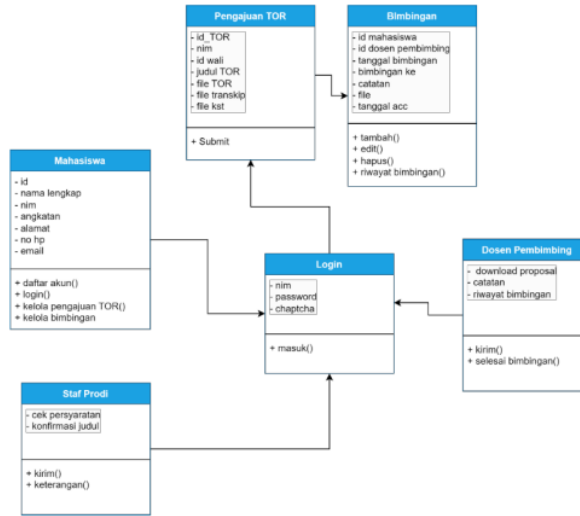 Pengajuan TOR
- id_TOR
- nim
- id wali
- judul TOR
- file TOR
- file transkip
- file kst
+ Submit
BImbingan
- id mahasiswa
- id dosen pembimbing
- tanggal bimbingan
- bimbingan ke
- catatan
- file
- tanggal acc
+ tambah()
+ edit()
+ hapus()
+ riwayat bimbingan()
Mahasiswa
- id
- nama lengkap
- nim
- angkatan
- alamat
- no hp
- email
+ daftar akun()
+ login()
+ kelola pengajuan TOR()
+ kelola bimbingan
Login
- nim
- password
- chaptcha
+ masuk()
Dosen Pembimbing
- download proposal
- catatan
- riwayat bimbingan
+ kirim()
+ selesai bimbingan()
Staf Prodi
- cek persyaratan
- konfirmasi judul
+ kirim()
+ keterangan()